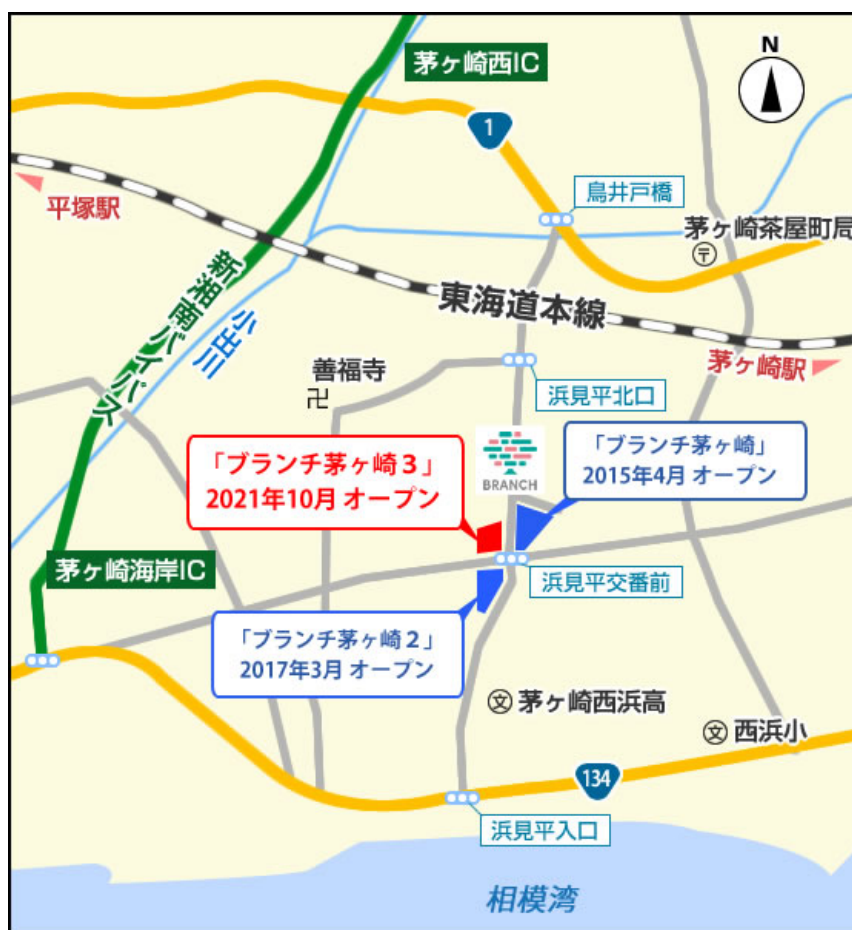 茅ヶ崎西IC
N
1
鳥井戸橋
平塚駅
茅ヶ崎茶屋町局
〒
新湘南バイパス
小出川
東海道本線
茅ヶ崎駅
善福寺
卍
浜見平北口
「ブランチ茅ヶ崎3」
2021年10月 オープン
BRANCH
「ブランチ茅ヶ崎」
2015年4月 オープン
茅ヶ崎海岸IC
浜見平交番前
「ブランチ茅ヶ崎2」
2017年3月 オープン
文 茅ヶ崎西浜高
文 西浜小
134
浜見平入口
相模湾